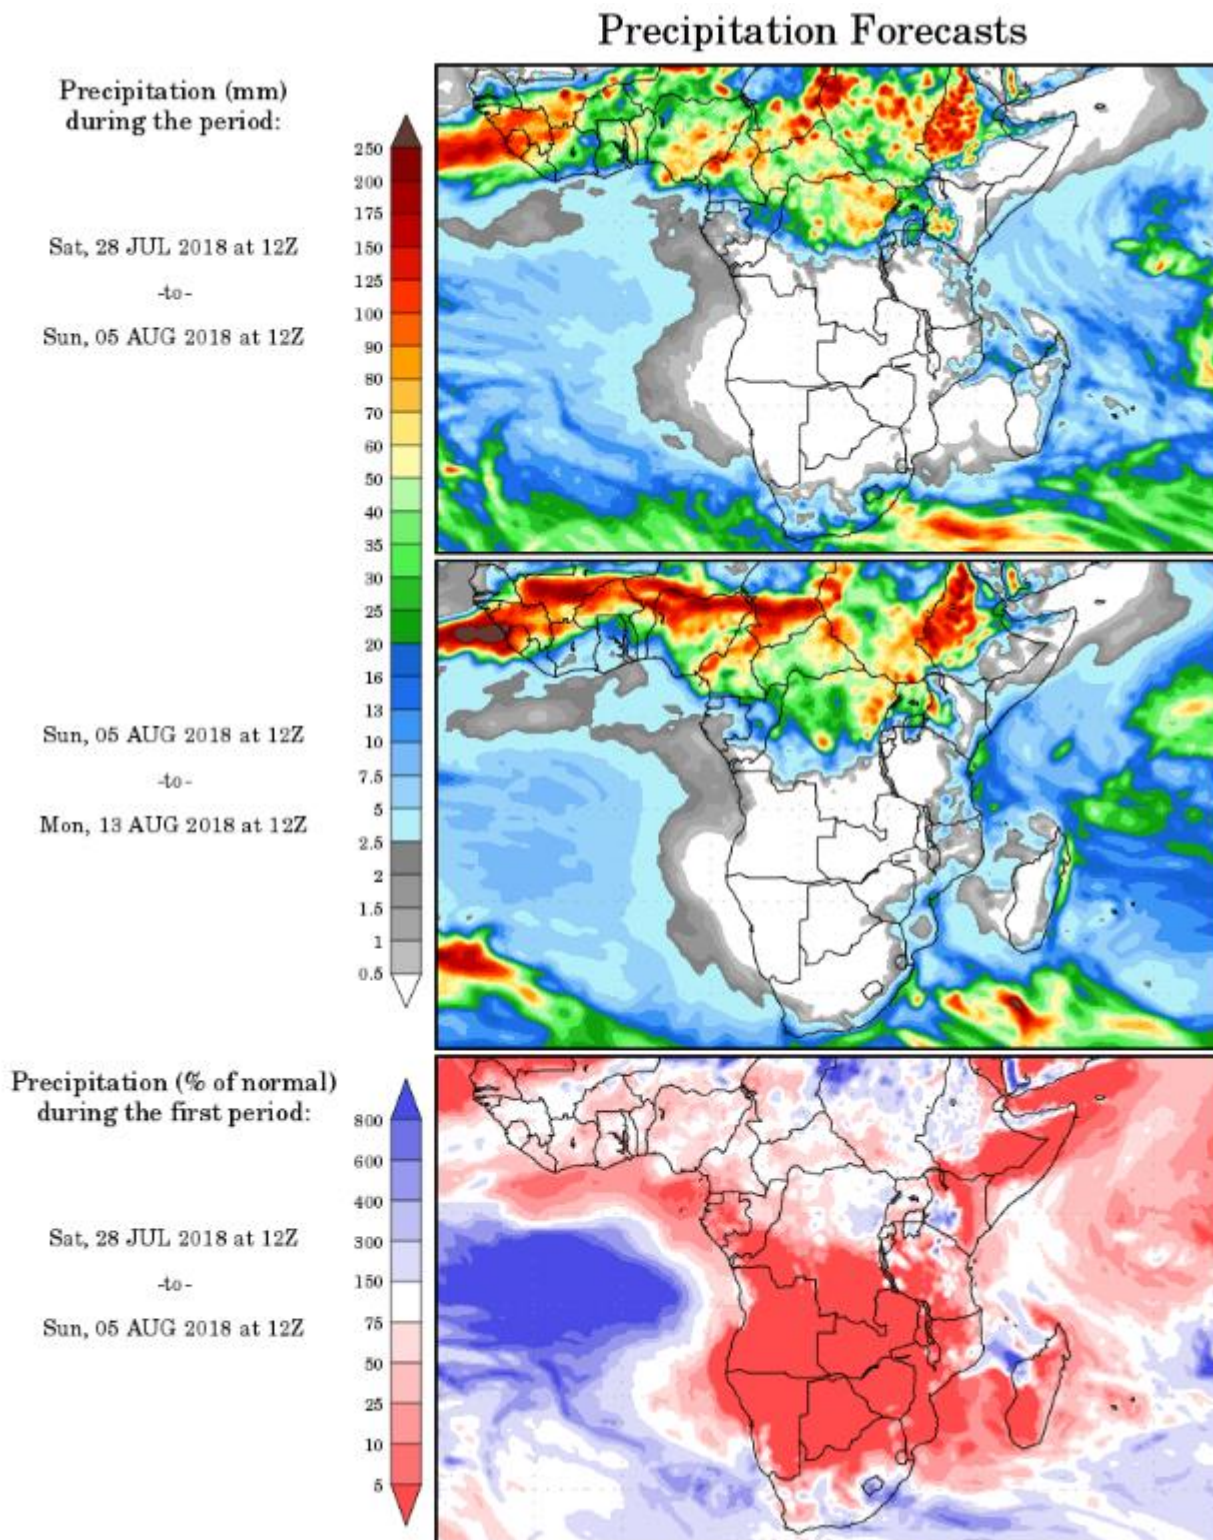 Precipitation Forecasts
Precipitation (mm)
during the period:
Sat, 28 JUL 2018 at 12Z
-to-
Sun, 05 AUG 2018 at 12Z
250
200
175
150
125
100
90
80
70
60
50
40
35
30
25
20
16
13
10
7.5
5
2.5
2
1.5
1
0.5
Sun, 05 AUG 2018 at 12Z
-to-
Mon, 13 AUG 2018 at 12Z
Precipitation (% of normal)
during the first period:
Sat, 28 JUL 2018 at 12Z
-to-
Sun, 05 AUG 2018 at 12Z
800
600
400
300
150
75
50
25
10
5